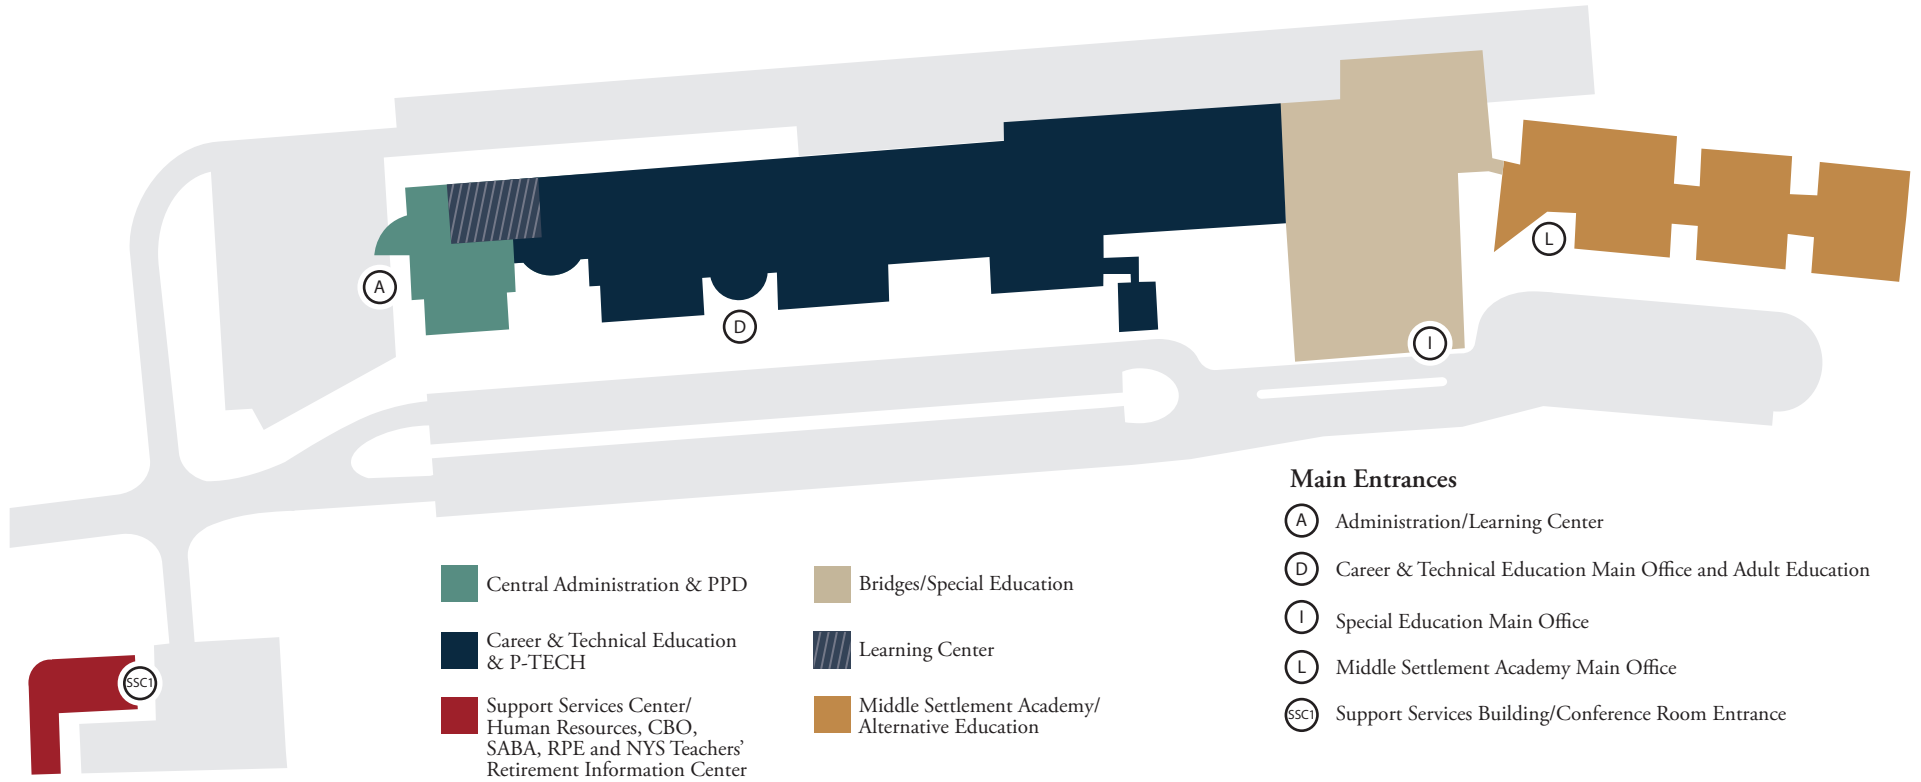 A
D
I
L
SSC1
Main Entrances
A Administration/Learning Center
D Career & Technical Education Main Office and Adult Education
I Special Education Main Office
L Middle Settlement Academy Main Office
SSC1 Support Services Building/Conference Room Entrance
Central Administration & PPD
Career & Technical Education
& P-TECH
Support Services Center/
Human Resources, CBO,
SABA, RPE and NYS Teachers’
Retirement Information Center
Bridges/Special Education
Learning Center
Middle Settlement Academy/
Alternative Education